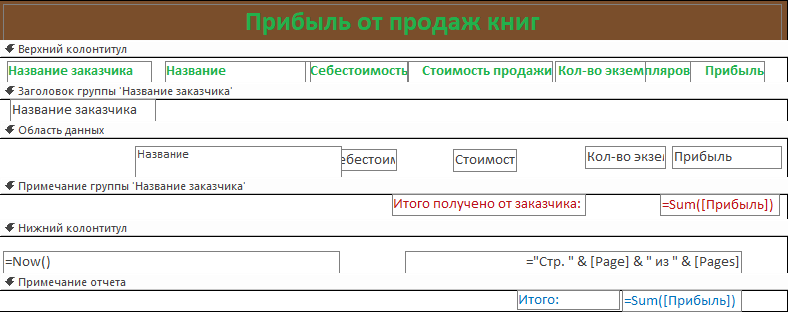 Прибыль от продаж книг
Верхний колонтитул
Название заказчика Название Себестоимость Стоимость продажи Кол-во экземпляров Прибыль
Заголовок группы 'Название заказчика'
Название заказчика
Область данных
Название ебестоим Стоимост Кол-во экзе Прибыль
Примечание группы 'Название заказчика'
Итого получено от заказчика: =Sum([Прибыль])
Нижний колонтитул
=Now() ="Стр. " & [Page] & " из " & [Pages]
Примечание отчета
Итого: =Sum([Прибыль])